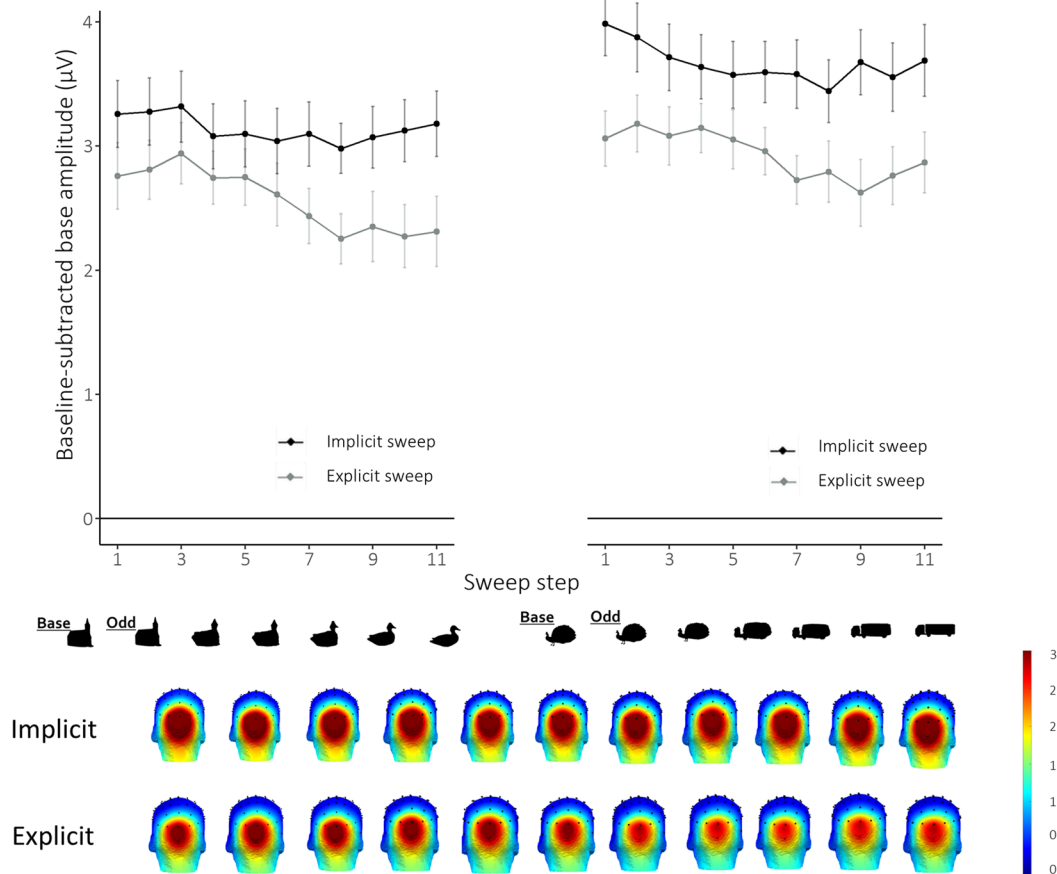 Baseline-subtracted base amplitude (µV)
4
3
2
1
0
Implicit sweep
Explicit sweep
1 3 5 7 9 11
Implicit sweep
Explicit sweep
1 3 5 7 9 11
Sweep step
Base Odd
Base Odd
Implicit
Explicit
3
2
2
1
1
0
0